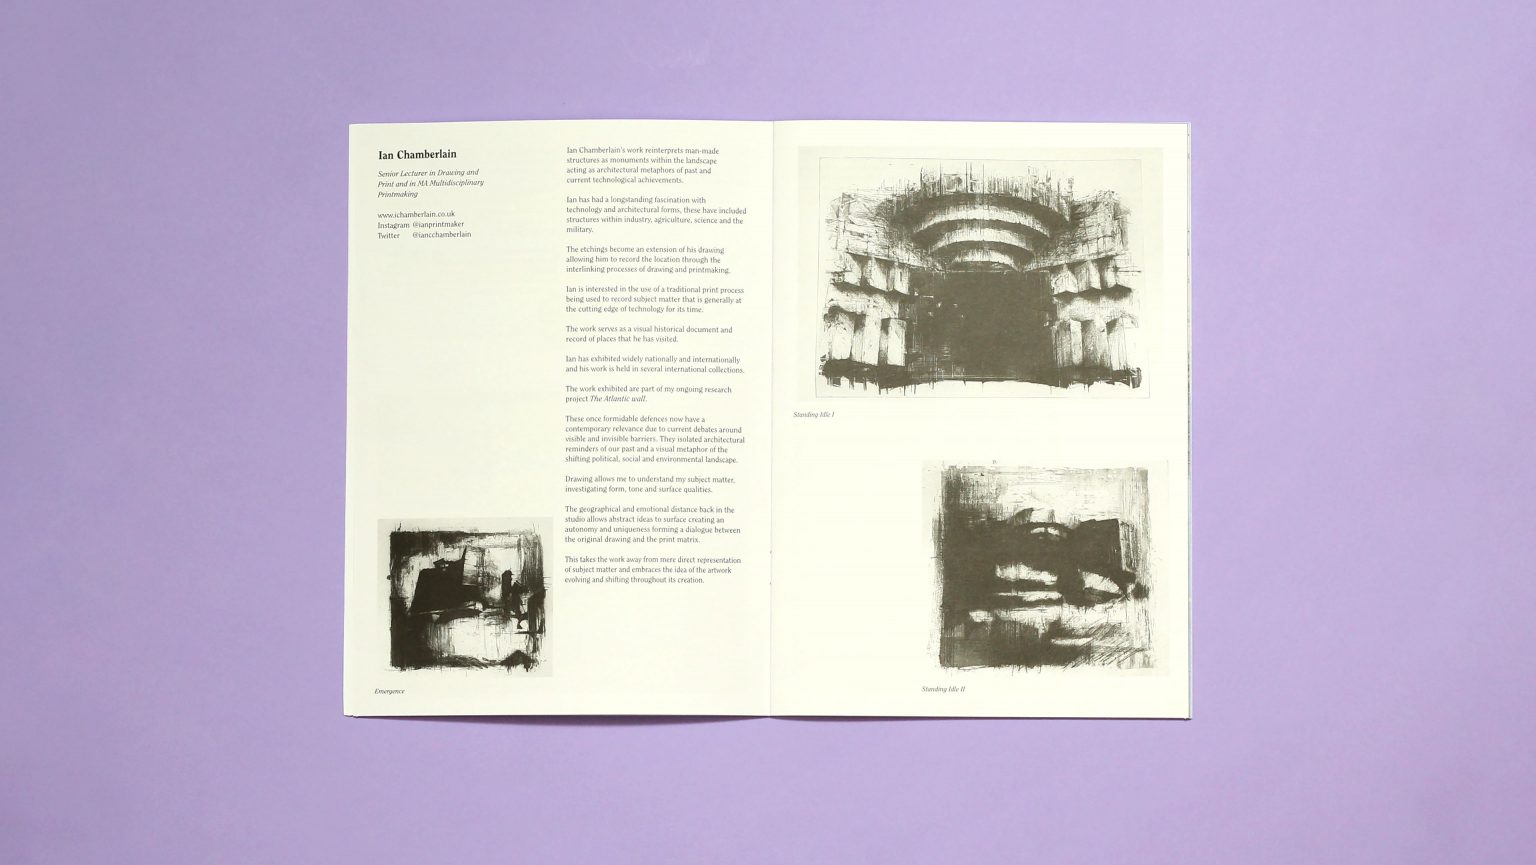 Ian Chamberlain
Senior Lecturer in Drawing and
Print and in MA Multidisciplinary
Printmaking
www.ichamberlain.co.uk
Instagram @ianprintmaker
Twitter @iancchamberlain
Ian Chamberlain's work reinterprets man-made
structures as monuments within the landscape
acting as architectural metaphors of past and
current technological achievements.
Ian has had a longstanding fascination with
technology and architectural forms, these have included
structures within industry, agriculture, science and the
military.
The etchings become an extension of his drawing
allowing him to record the location through the
interlinking processes of drawing and printmaking.
Ian is interested in the use of a traditional print process
being used to record subject matter that is generally at
the cutting edge of technology for its time.
The work serves as a visual historical document and
record of places that he has visited.
Ian has exhibited widely nationally and internationally
and his work is held in several international collections.
The work exhibited are part of my ongoing research
project The Atlantic wall.
These once formidable defences now have a
contemporary relevance due to current debates around
visible and invisible barriers. They isolated architectural
reminders of our past and a visual metaphor of the
shifting political, social and environmental landscape.
Drawing allows me to understand my subject matter,
investigating form, tone and surface qualities.
The geographical and emotional distance back in the
studio allows abstract ideas to surface creating an
autonomy and uniqueness forming a dialogue between
the original drawing and the print matrix.
This takes the work away from mere direct representation
of subject matter and embraces the idea of the artwork
evolving and shifting throughout its creation.
Emergence
Standing Idle I
Standing Idle II